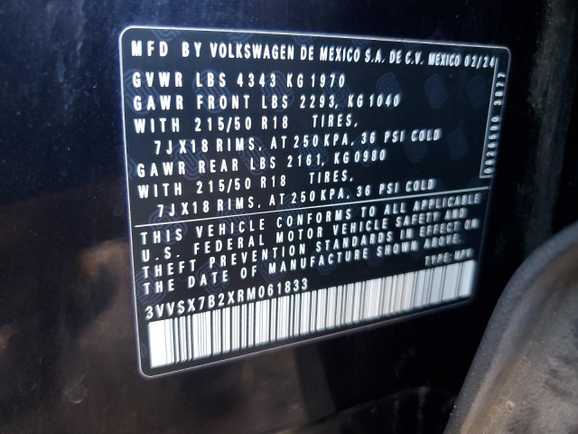 MFD BY VOLKSWAGEN DE MEXICO S.A. DE C.V. MEXICO 02/24
GVWR LBS 4343 KG 1970
GAWR FRONT LBS 2293, KG 1040
WITH 215/50 R18 TIRES,
7JX18 RIMS, AT 250 KPA, 36 PSI COLD
GAWR REAR LBS 2161, KG 0980
WITH 215/50 R18 TIRES,
7JX18 RIMS, AT 250 KPA, 36 PSI COLD
THIS VEHICLE CONFORMS TO ALL APPLICABLE
U.S. FEDERAL MOTOR VEHICLE SAFETY AND
THEFT PREVENTION STANDARDS IN EFFECT ON
THE DATE OF MANUFACTURE SHOWN ABOVE.
TYPE: MPV
3VVSX7B2XRM061833